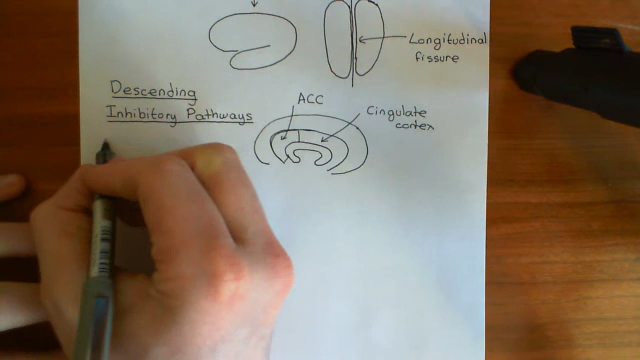 Longitudinal
fissure
Descending
Inhibitory Pathways
ACC
Cingulate
cortex